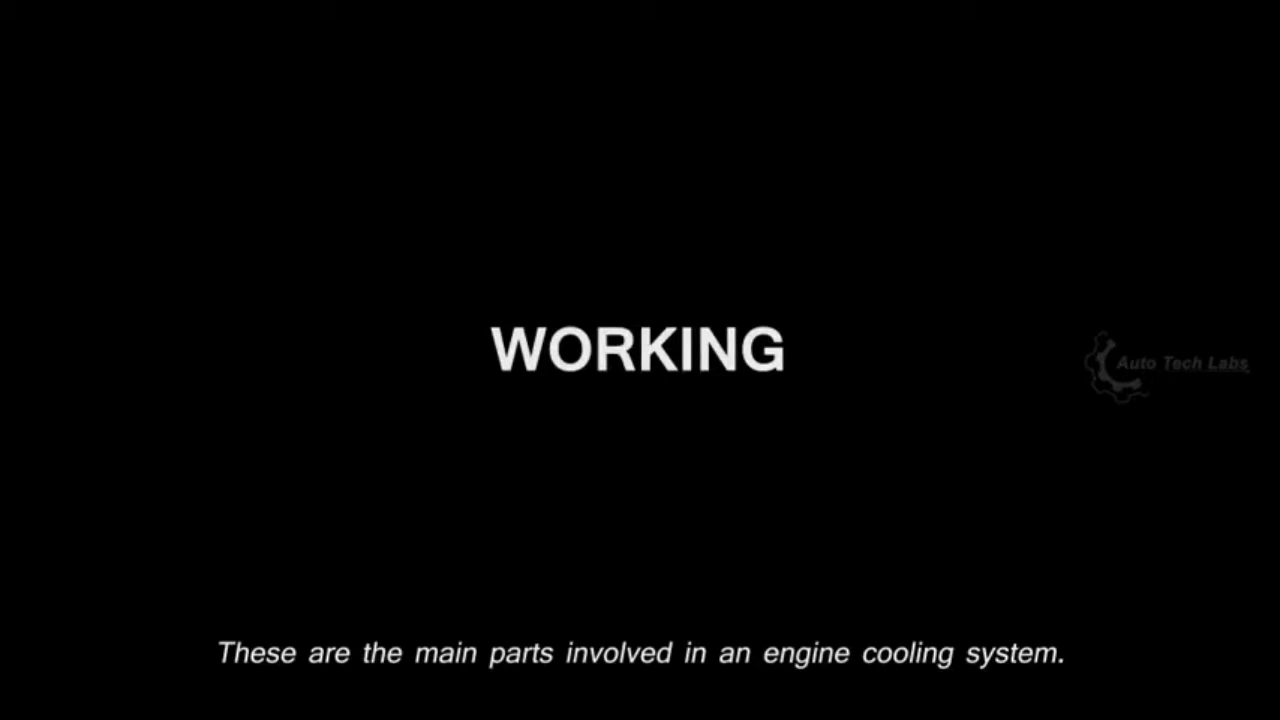 WORKING
Auto Tech Labs
These are the main parts involved in an engine cooling system.